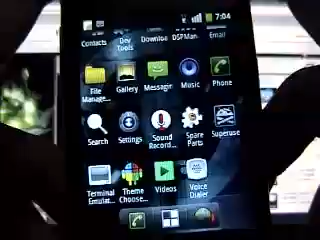 7:04
Contacts Dev Tools Downloa DSPMan Email
File Manage... Gallery Messagin Music Phone
Search Settings Sound Record... Spare Parts Superuse
Terminal Emulat... Theme Choose... Videos Voice Dialer